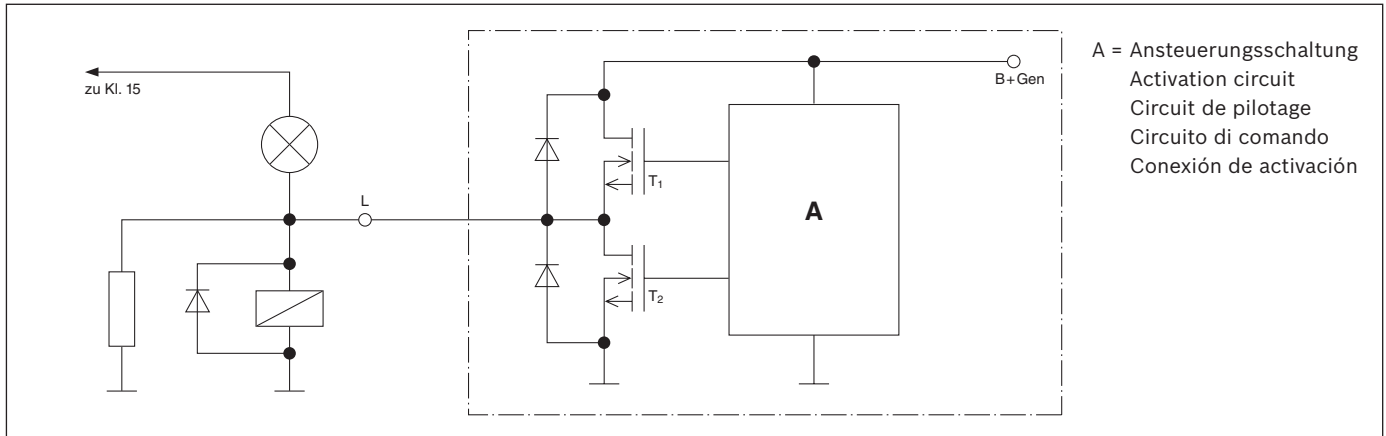 zu Kl. 15
L
B+Gen
T1
T2
A
A = Ansteuerungsschaltung
Activation circuit
Circuit de pilotage
Circuito di comando
Conexión de activación